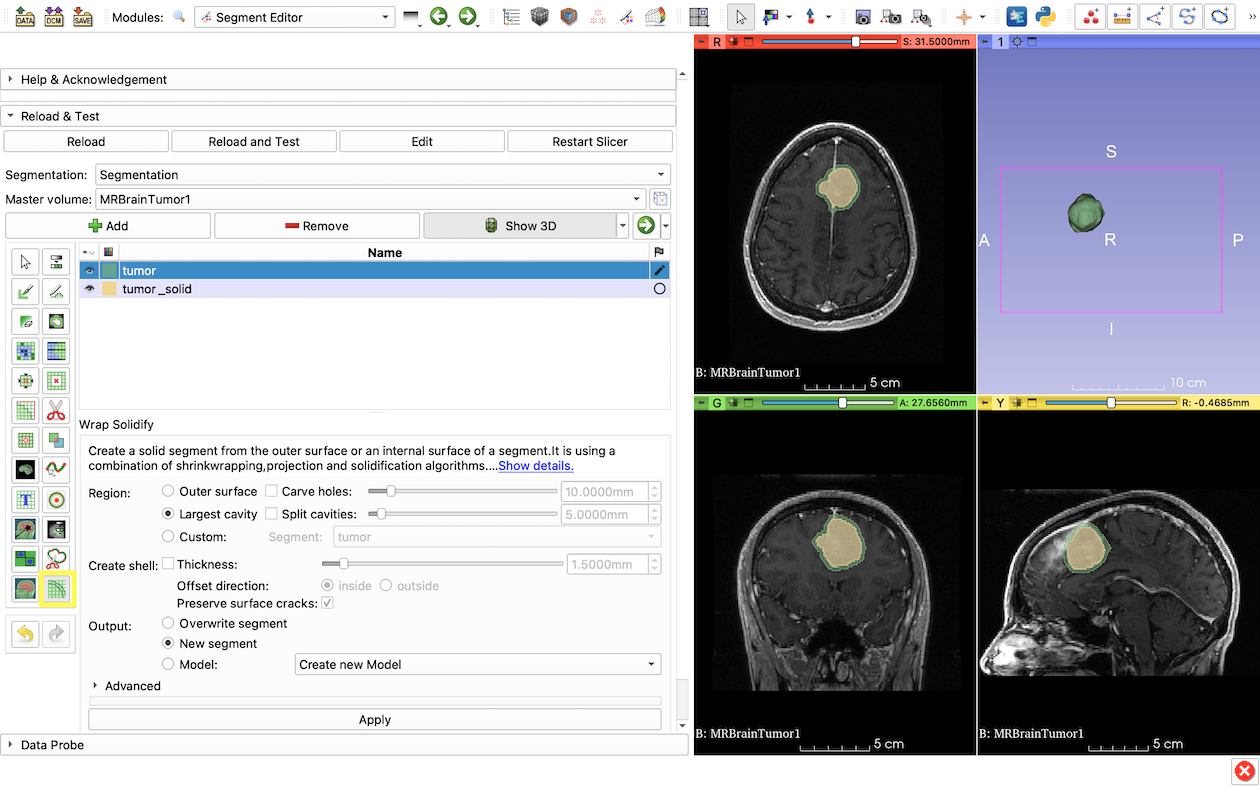 DATA
DCM
SAVE
Modules:
Segment Editor
»
Help & Acknowledgement
Reload & Test
Reload
Reload and Test
Edit
Restart Slicer
Segmentation:
Segmentation
Master volume:
MRBrainTumor1
Add
Remove
Show 3D
Name
tumor
tumor_solid
Wrap Solidify
Create a solid segment from the outer surface or an internal surface of a segment.It is using a
combination of shrinkwrapping,projection and solidification algorithms....Show details.
Region:
Outer surface
Carve holes:
10.0000mm
Largest cavity
Split cavities:
5.0000mm
Custom:
Segment:
tumor
Create shell:
Thickness:
1.5000mm
Offset direction:
inside
outside
Preserve surface cracks:
Output:
Overwrite segment
New segment
Model:
Create new Model
Advanced
Apply
Data Probe
R
S: 31.5000mm
B: MRBrainTumor1
5 cm
1
S
A
R
P
I
10 cm
G
A: 27.6560mm
B: MRBrainTumor1
5 cm
Y
R: -0.4685mm
B: MRBrainTumor1
5 cm